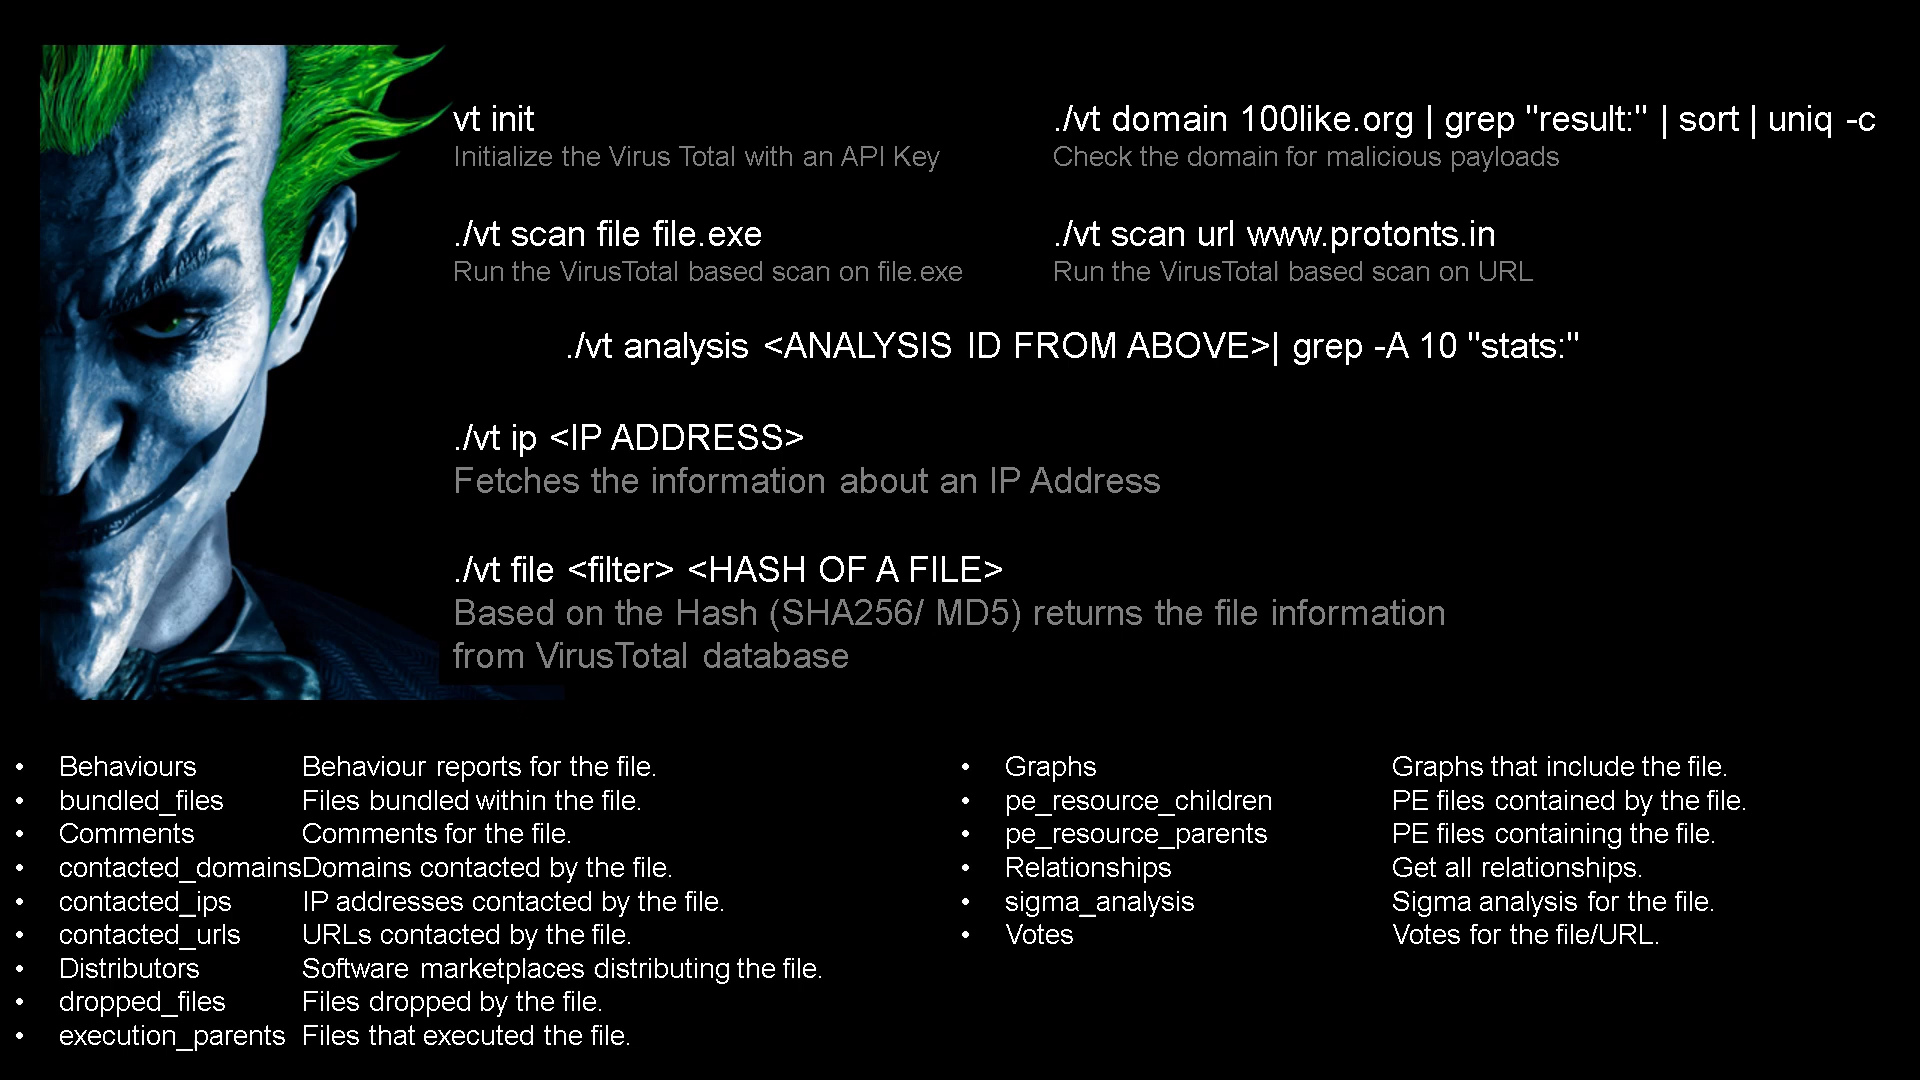 vt init
Initialize the Virus Total with an API Key
./vt domain 100like.org | grep "result:" | sort | uniq -c
Check the domain for malicious payloads
./vt scan file file.exe
Run the VirusTotal based scan on file.exe
./vt scan url www.protonts.in
Run the VirusTotal based scan on URL
./vt analysis <ANALYSIS ID FROM ABOVE>| grep -A 10 "stats:"
./vt ip <IP ADDRESS>
Fetches the information about an IP Address
./vt file <filter> <HASH OF A FILE>
Based on the Hash (SHA256/ MD5) returns the file information
from VirusTotal database
• Behaviours Behaviour reports for the file.
• bundled_files Files bundled within the file.
• Comments Comments for the file.
• contacted_domainsDomains contacted by the file.
• contacted_ips IP addresses contacted by the file.
• contacted_urls URLs contacted by the file.
• Distributors Software marketplaces distributing the file.
• dropped_files Files dropped by the file.
• execution_parents Files that executed the file.
• Graphs Graphs that include the file.
• pe_resource_children PE files contained by the file.
• pe_resource_parents PE files containing the file.
• Relationships Get all relationships.
• sigma_analysis Sigma analysis for the file.
• Votes Votes for the file/URL.